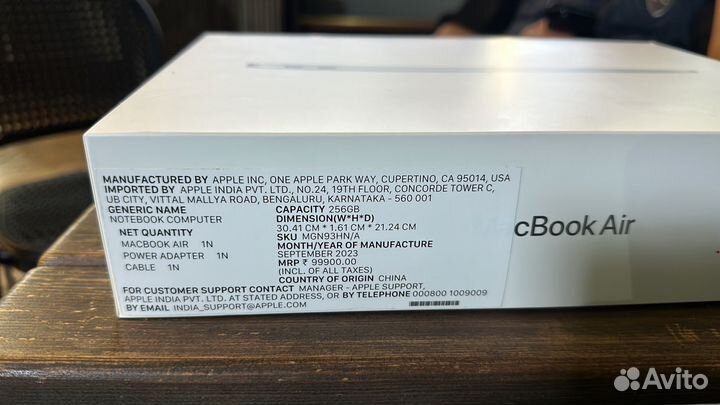 MANUFACTURED BY APPLE INC, ONE APPLE PARK WAY, CUPERTINO, CA 95014, USA
IMPORTED BY APPLE INDIA PVT. LTD., NO.24, 19TH FLOOR, CONCORDE TOWER C,
UB CITY, VITTAL MALLYA ROAD, BENGALURU, KARNATAKA - 560 001
GENERIC NAME
NOTEBOOK COMPUTER
NET QUANTITY
MACBOOK AIR 1N
POWER ADAPTER 1N
CABLE 1N
CAPACITY 256GB
DIMENSION(W*H*D)
30.41 CM * 1.61 CM * 21.24 CM
SKU MGN93HN/A
MONTH/YEAR OF MANUFACTURE
SEPTEMBER 2023
MRP ₹ 99900.00
(INCL. OF ALL TAXES)
COUNTRY OF ORIGIN CHINA
FOR CUSTOMER SUPPORT CONTACT MANAGER - APPLE SUPPORT,
APPLE INDIA PVT. LTD. AT STATED ADDRESS, OR BY TELEPHONE 000800 1009009
BY EMAIL INDIA_SUPPORT@APPLE.COM
cBook Air
Avito